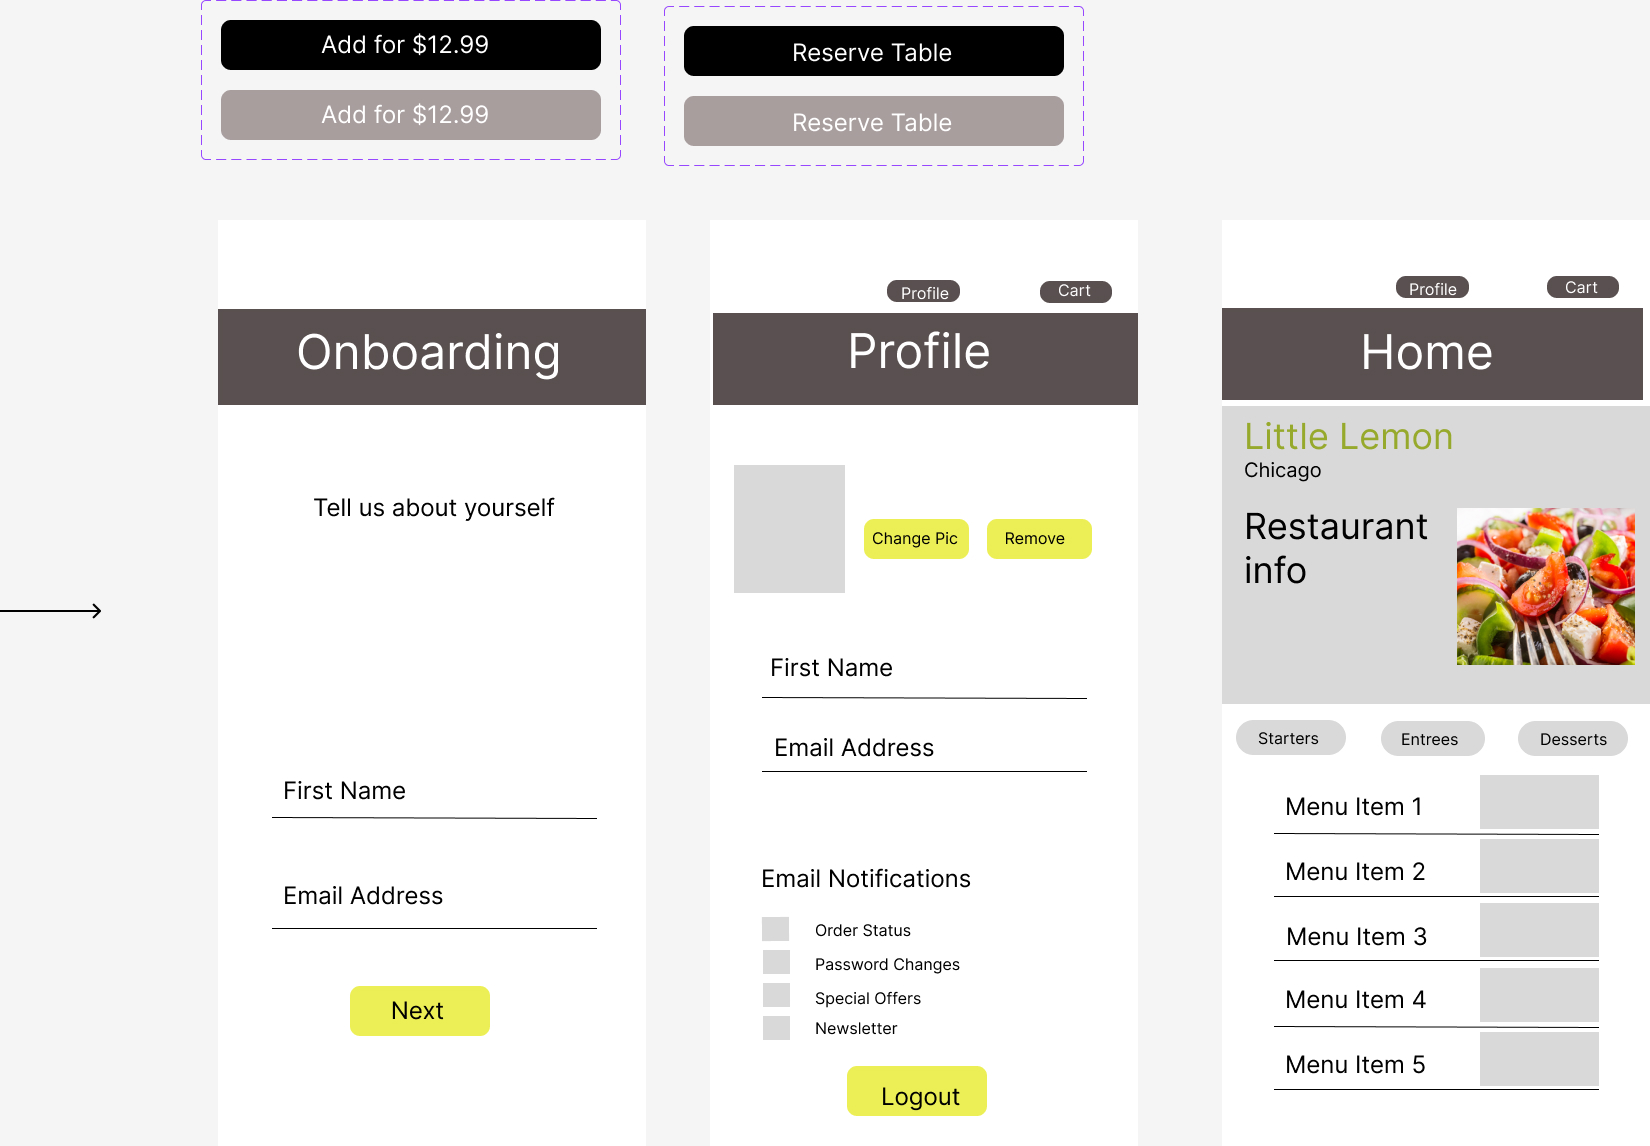 Add for $12.99
Add for $12.99
Reserve Table
Reserve Table
Onboarding
Tell us about yourself
First Name
Email Address
Next
Profile
Cart
Profile
Change Pic
Remove
First Name
Email Address
Email Notifications
Order Status
Password Changes
Special Offers
Newsletter
Logout
Profile
Cart
Home
Little Lemon
Chicago
Restaurant
info
Starters
Entrees
Desserts
Menu Item 1
Menu Item 2
Menu Item 3
Menu Item 4
Menu Item 5